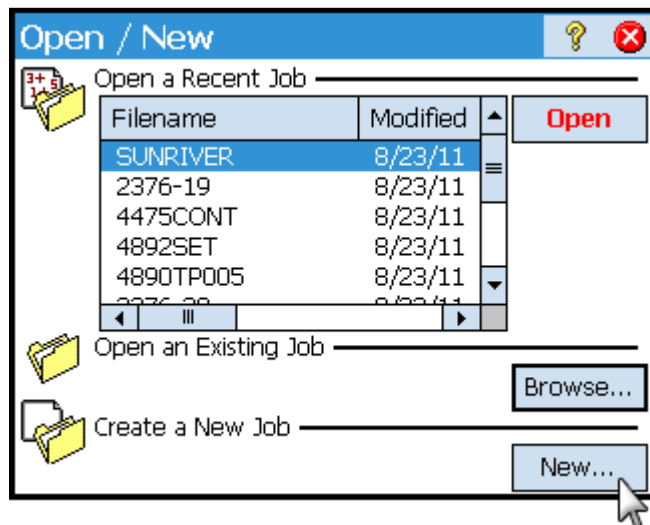 Open / New
Open a Recent Job
Filename Modified
Open
SUNRIVER 8/23/11
2376-19 8/23/11
4475CONT 8/23/11
4892SET 8/23/11
4890TP005 8/23/11
Open an Existing Job
Browse...
Create a New Job
New...